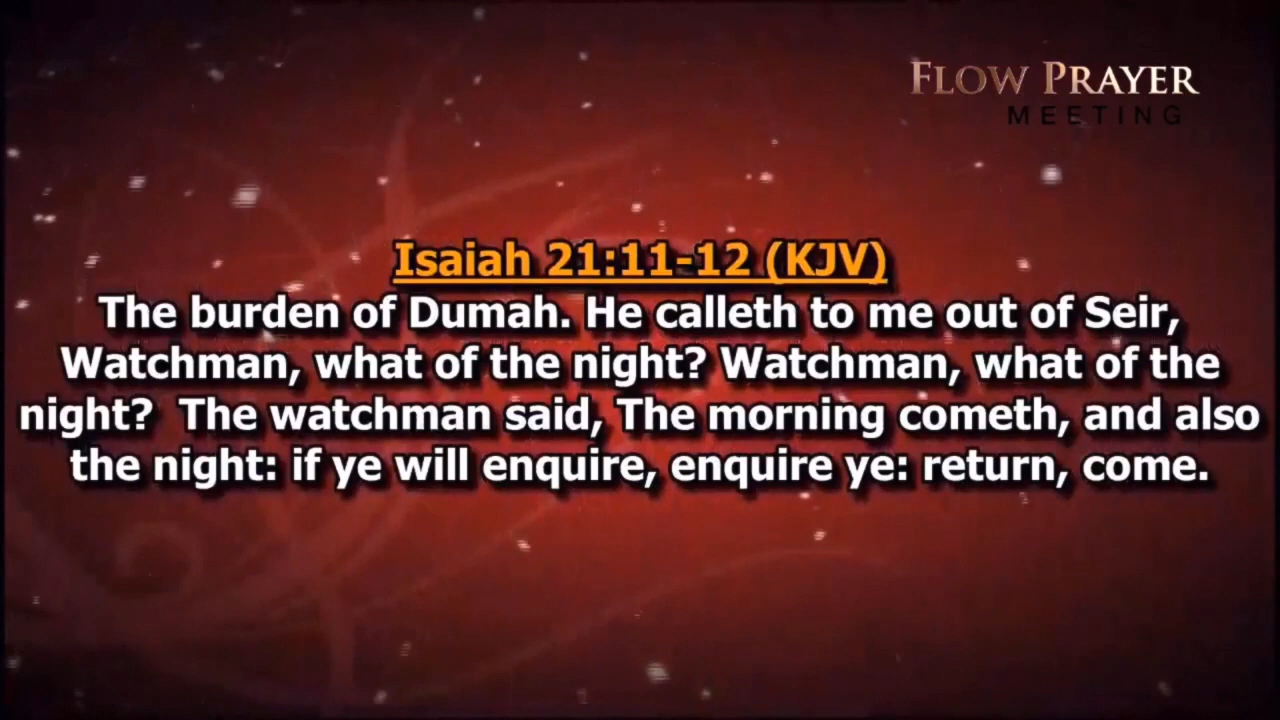 FLOW PRAYER
MEETING
Isaiah 21:11-12 (KJV)
The burden of Dumah. He calleth to me out of Seir,
Watchman, what of the night? Watchman, what of the
night?  The watchman said, The morning cometh, and also
the night: if ye will enquire, enquire ye: return, come.